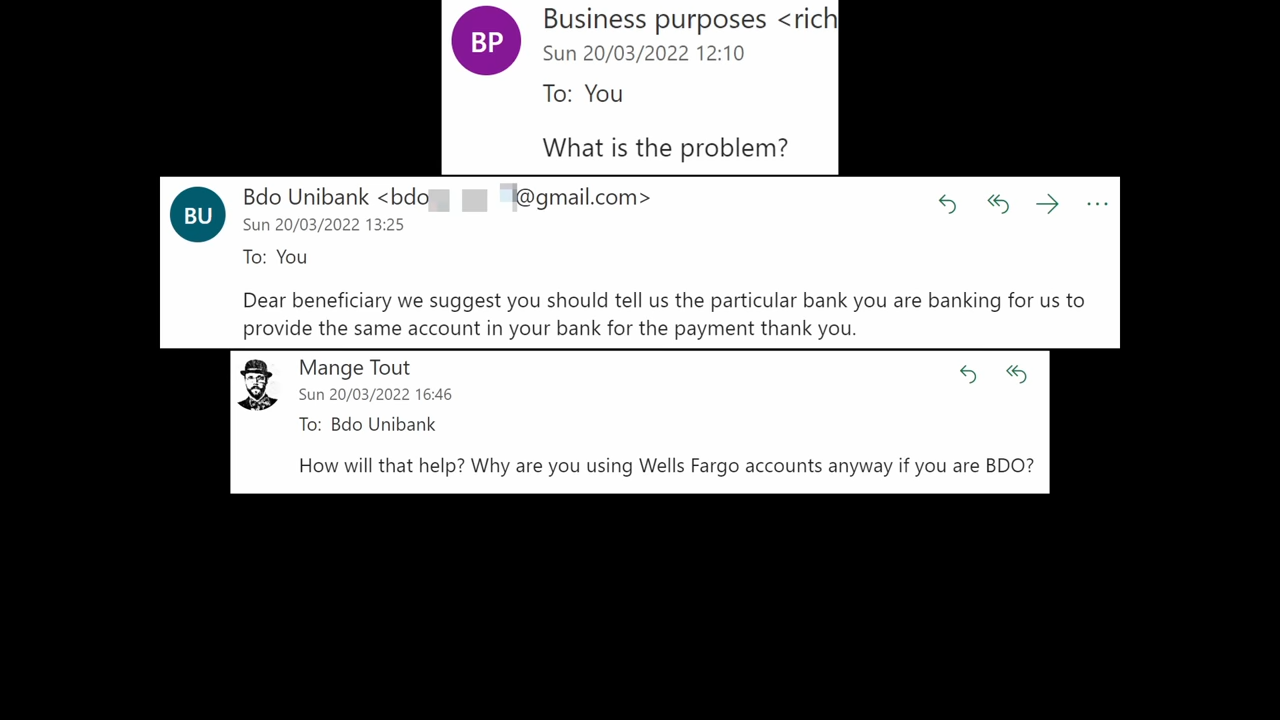 BP
Business purposes <rich
Sun 20/03/2022 12:10
To: You
What is the problem?
BU
Bdo Unibank <bdo @gmail.com>
Sun 20/03/2022 13:25
To: You
Dear beneficiary we suggest you should tell us the particular bank you are banking for us to
provide the same account in your bank for the payment thank you.
Mange Tout
Sun 20/03/2022 16:46
To: Bdo Unibank
How will that help? Why are you using Wells Fargo accounts anyway if you are BDO?